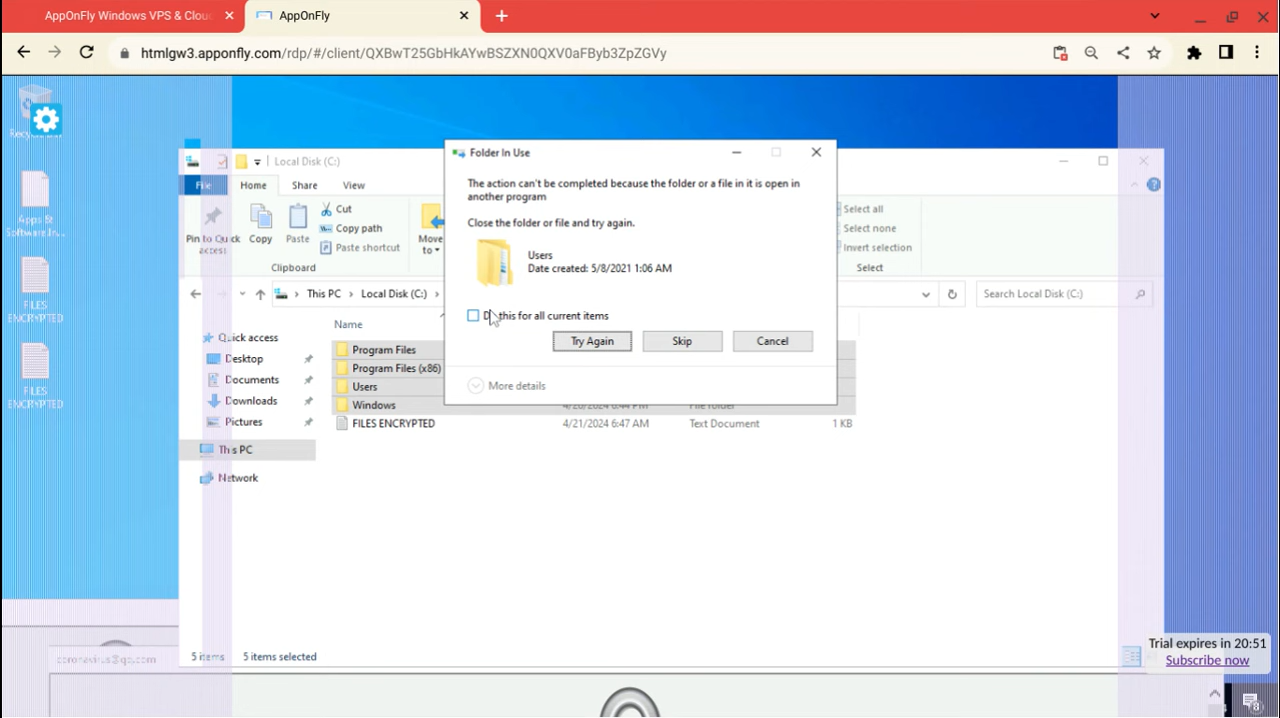 AppOnFly Windows VPS & Clou
AppOnFly
htmlgw3.apponfly.com/rdp/#/client/QXBwT25GbHkAYwBSZXN0QXV0aFByb3ZpZGVy
Local Disk (C:)
File Home Share View
Pin to Quick access
Copy
Paste
Cut
Copy path
Paste shortcut
Clipboard
Move to
Select all
Select none
Invert selection
Select
This PC
Local Disk (C:)
Search Local Disk (C:)
Apps &
Software In...
FILES
ENCRYPTED
FILES
ENCRYPTED
Quick access
Desktop
Documents
Downloads
Pictures
This PC
Network
Name
Program Files
Program Files (x86)
Users
Windows
FILES ENCRYPTED 4/21/2024 6:47 AM Text Document 1 KB
Folder In Use
The action can't be completed because the folder or a file in it is open in
another program
Close the folder or file and try again.
Users
Date created: 5/8/2021 1:06 AM
this for all current items
Try Again Skip Cancel
More details
5 items 5 items selected
coronavirus@qq.com
Trial expires in 20:51
Subscribe now
8